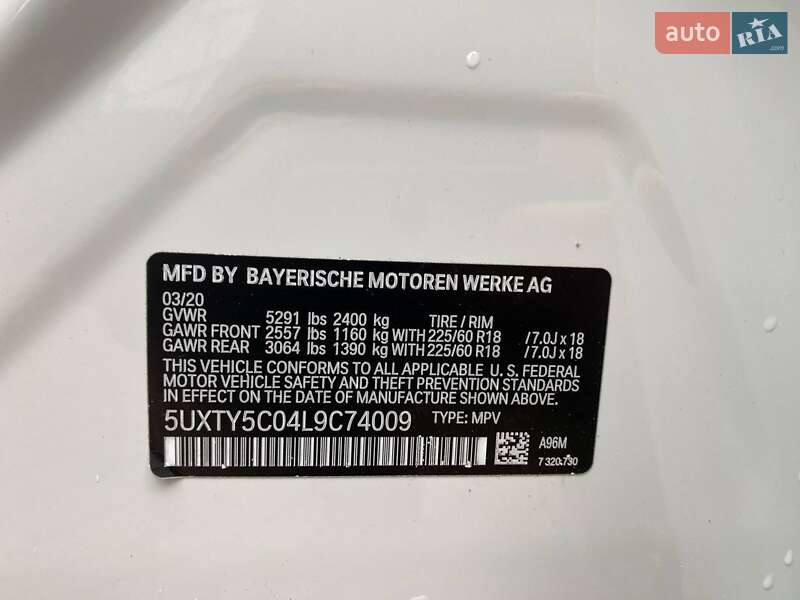 auto RIA .com
MFD BY BAYERISCHE MOTOREN WERKE AG
03/20
GVWR 5291 lbs 2400 kg TIRE / RIM
GAWR FRONT 2557 lbs 1160 kg WITH 225/60 R18 / 7.0J x 18
GAWR REAR 3064 lbs 1390 kg WITH 225/60 R18 / 7.0J x 18
THIS VEHICLE CONFORMS TO ALL APPLICABLE U. S. FEDERAL
MOTOR VEHICLE SAFETY AND THEFT PREVENTION STANDARDS
IN EFFECT ON THE DATE OF MANUFACTURE SHOWN ABOVE.
5UXTY5C04L9C74009 TYPE: MPV
A96M
7 320 730